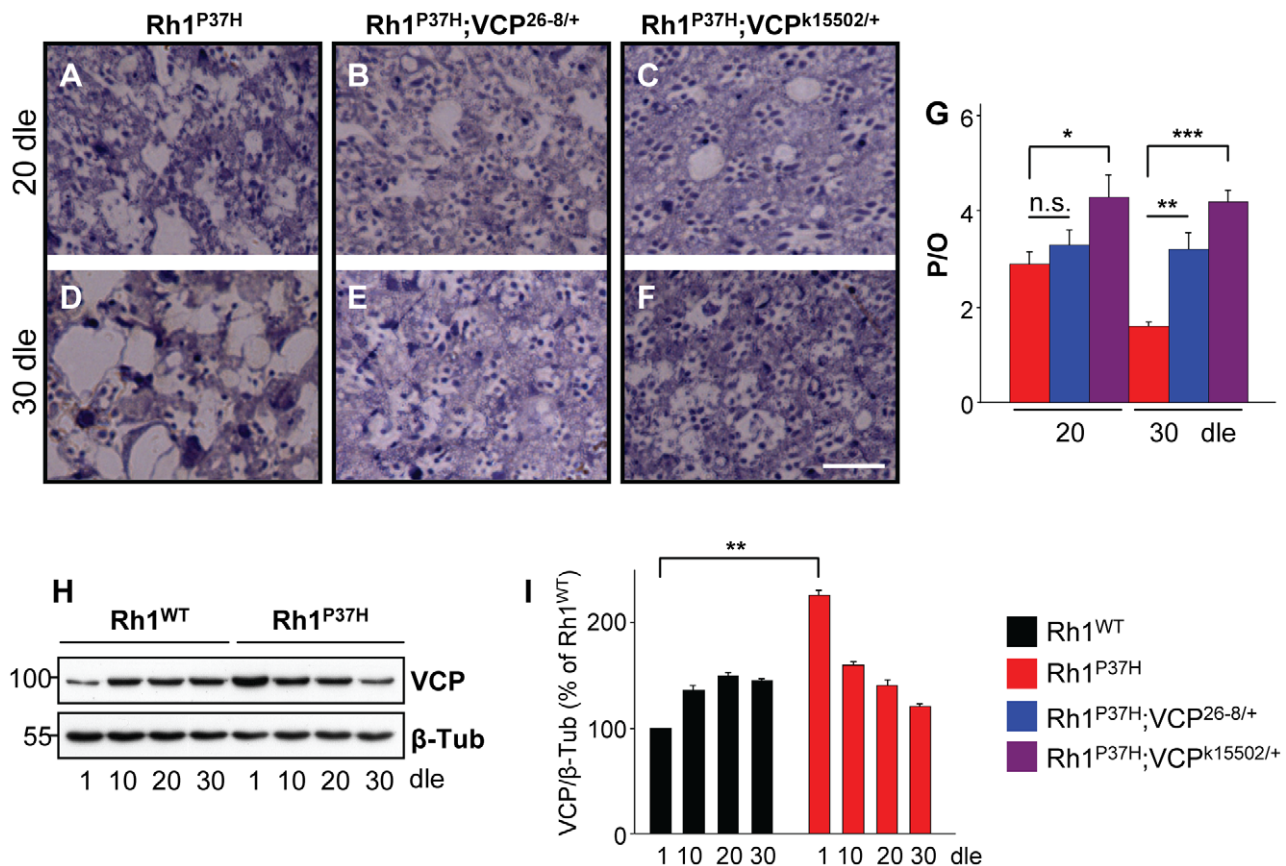 Rh1P37H Rh1P37H;VCP26-8/+ Rh1P37H;VCPk15502/+
20 dle
A B C
30 dle
D E F
G
P/O
6
4
2
0
* ***
n.s. **
20 30 dle
H
Rh1WT Rh1P37H
100 VCP
55 β-Tub
1 10 20 30 1 10 20 30 dle
I
VCP/β-Tub (% of Rh1WT)
**
200
100
0
1 10 20 30 1 10 20 30 dle
Rh1WT
Rh1P37H
Rh1P37H;VCP26-8/+
Rh1P37H;VCPk15502/+